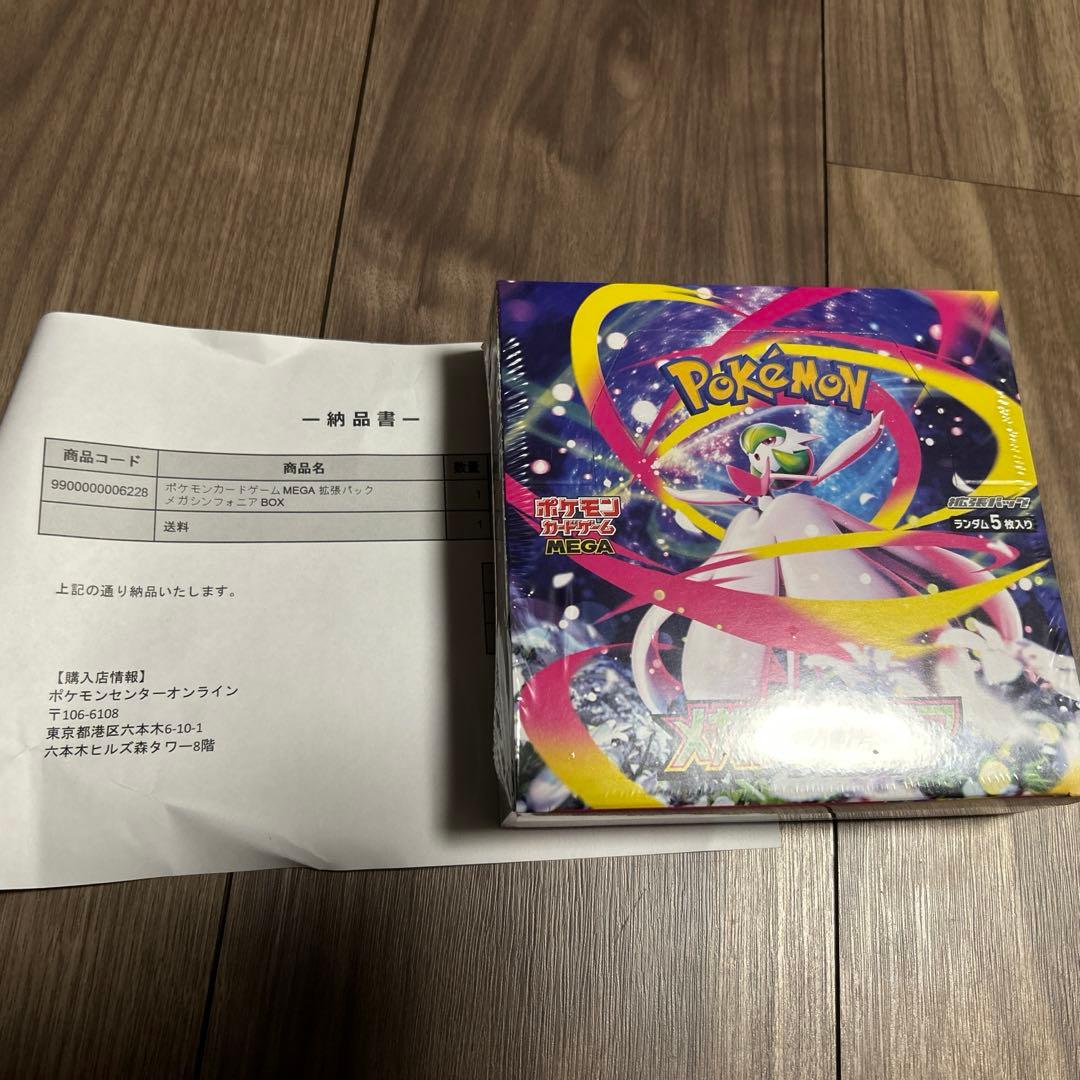 ー納品書ー
商品コード 商品名 数量
9900000006228 ポケモンカードゲームMEGA 拡張パック
メガシンフォニア BOX 1
送料 1
上記の通り納品いたします。
【購入店情報】
ポケモンセンターオンライン
〒106-6108
東京都港区六本木6-10-1
六本木ヒルズ森タワー8階
POKéMON
ポケモン
カードゲーム
MEGA
拡張パック
ランダム5枚入り